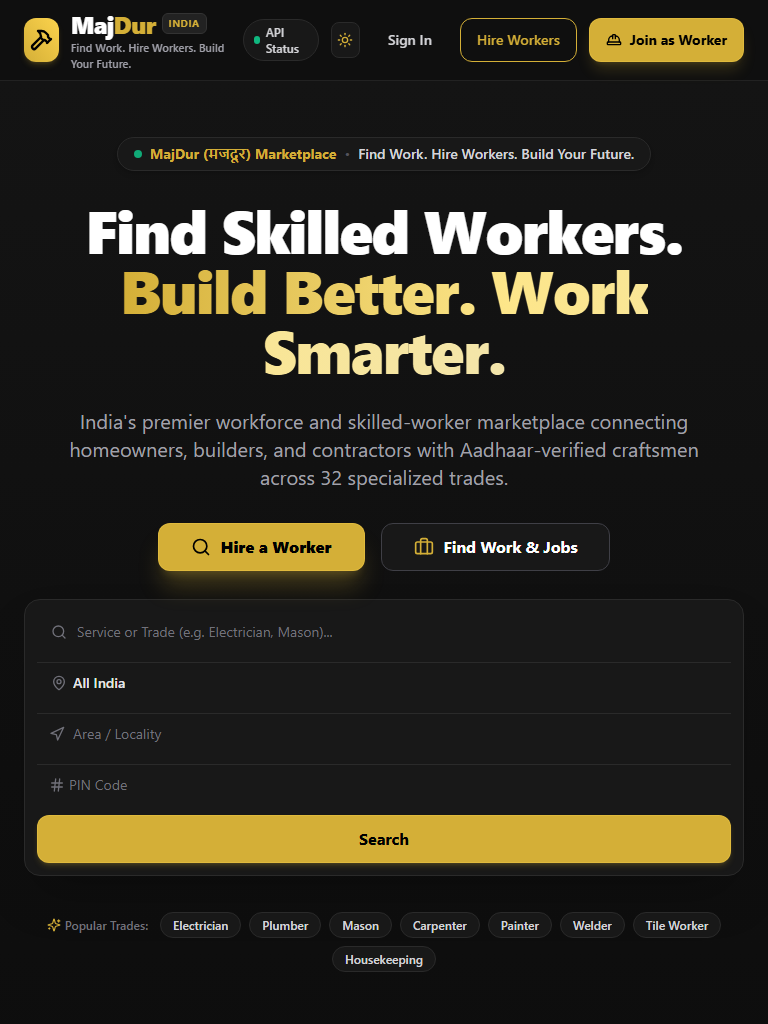 MajDur INDIA
Find Work. Hire Workers. Build
Your Future.
API
Status
Sign In
Hire Workers
Join as Worker
MajDur (मजदूर) Marketplace • Find Work. Hire Workers. Build Your Future.
Find Skilled Workers.
Build Better. Work
Smarter.
India's premier workforce and skilled-worker marketplace connecting
homeowners, builders, and contractors with Aadhaar-verified craftsmen
across 32 specialized trades.
Hire a Worker
Find Work & Jobs
Service or Trade (e.g. Electrician, Mason)...
All India
Area / Locality
PIN Code
Search
Popular Trades: Electrician Plumber Mason Carpenter Painter Welder Tile Worker
Housekeeping